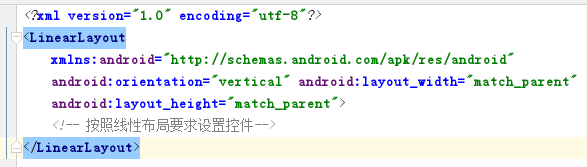 <?xml version="1.0" encoding="utf-8"?>
<LinearLayout
xmlns:android="http://schemas.android.com/apk/res/android"
android:orientation="vertical" android:layout_width="match_parent"
android:layout_height="match_parent">
<!-- 按照线性布局要求设置控件-->
</LinearLayout>